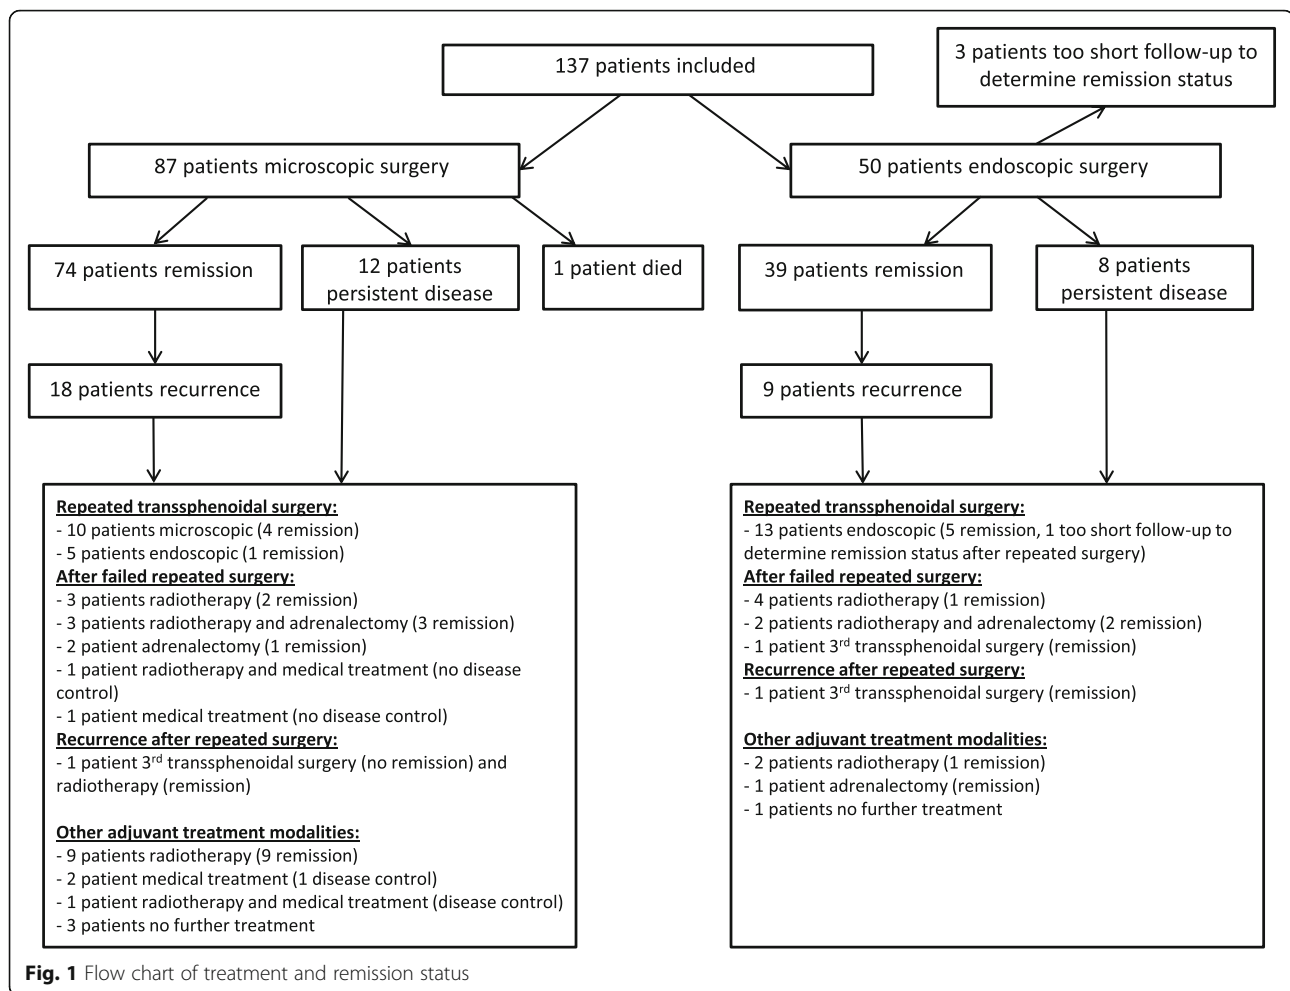 137 patients included
3 patients too short follow-up to
determine remission status
87 patients microscopic surgery
50 patients endoscopic surgery
74 patients remission
12 patients
persistent disease
1 patient died
39 patients remission
8 patients
persistent disease
18 patients recurrence
9 patients recurrence
Repeated transsphenoidal surgery:
- 10 patients microscopic (4 remission)
- 5 patients endoscopic (1 remission)
After failed repeated surgery:
- 3 patients radiotherapy (2 remission)
- 3 patients radiotherapy and adrenalectomy (3 remission)
- 2 patient adrenalectomy (1 remission)
- 1 patient radiotherapy and medical treatment (no disease
control)
- 1 patient medical treatment (no disease control)
Recurrence after repeated surgery:
- 1 patient 3rd transsphenoidal surgery (no remission) and
radiotherapy (remission)
Other adjuvant treatment modalities:
- 9 patients radiotherapy (9 remission)
- 2 patient medical treatment (1 disease control)
- 1 patient radiotherapy and medical treatment (disease control)
- 3 patients no further treatment
Repeated transsphenoidal surgery:
- 13 patients endoscopic (5 remission, 1 too short follow-up to
determine remission status after repeated surgery)
After failed repeated surgery:
- 4 patients radiotherapy (1 remission)
- 2 patients radiotherapy and adrenalectomy (2 remission)
- 1 patient 3rd transsphenoidal surgery (remission)
Recurrence after repeated surgery:
- 1 patient 3rd transsphenoidal surgery (remission)
Other adjuvant treatment modalities:
- 2 patients radiotherapy (1 remission)
- 1 patient adrenalectomy (remission)
- 1 patients no further treatment
Fig. 1 Flow chart of treatment and remission status